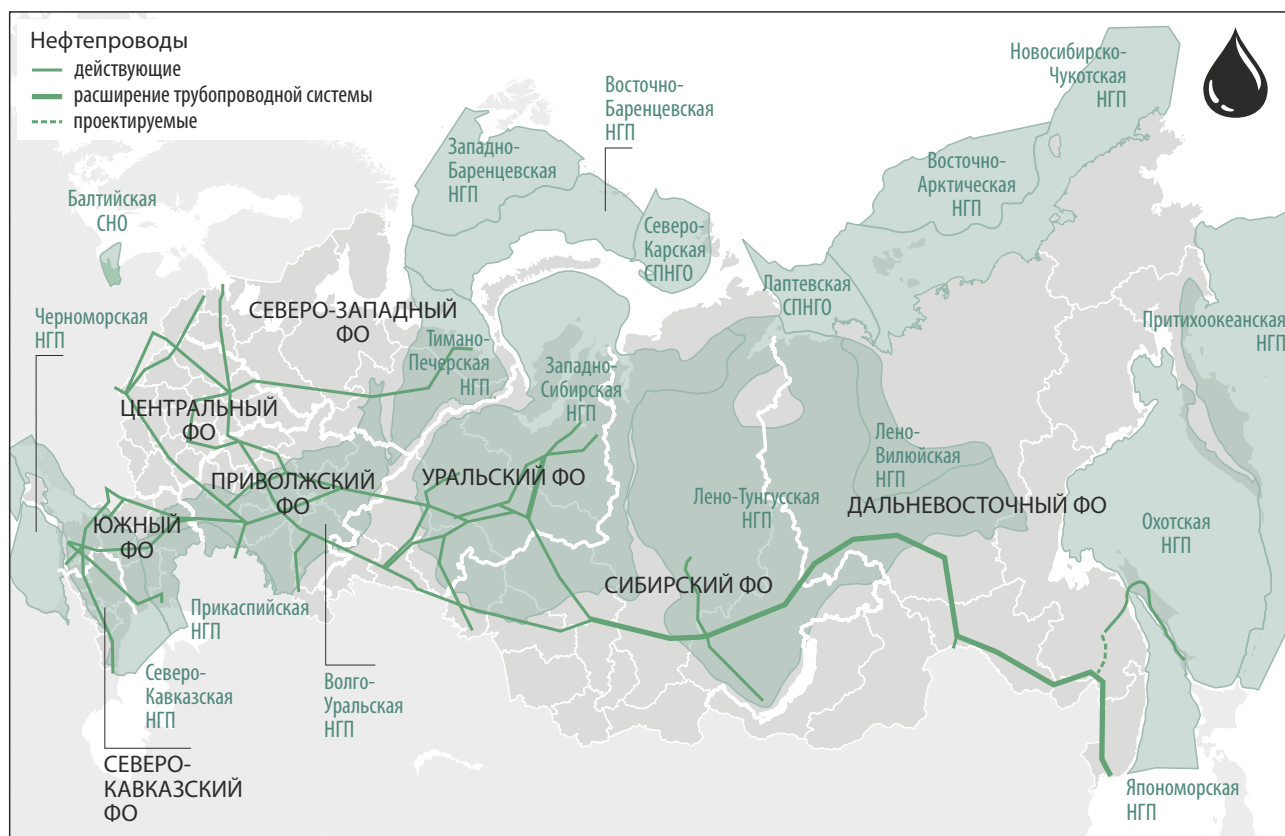 Нефтепроводы
действующие
расширение трубопроводной системы
проектируемые
Новосибирско-
Чукотская
НГП
Восточно-
Баренцевская
НГП
Западно-
Баренцевская
НГП
Восточно-
Арктическая
НГП
Балтийская
СНО
Северо-
Карская
СПНГО
Лаптевская
СПНГО
Черноморская
НГП
СЕВЕРО-ЗАПАДНЫЙ
ФО
Тимано-
Печерская
НГП
Западно-
Сибирская
НГП
Притихоокеанская
НГП
ЦЕНТРАЛЬНЫЙ
ФО
Лено-
Вилюйская
НГП
ПРИВОЛЖСКИЙ
ФО
УРАЛЬСКИЙ ФО
Лено-Тунгусская
НГП
ДАЛЬНЕВОСТОЧНЫЙ ФО
ЮЖНЫЙ
ФО
Охотская
НГП
СИБИРСКИЙ ФО
Прикаспийская
НГП
Северо-
Кавказская
НГП
Волго-
Уральская
НГП
СЕВЕРО-
КАВКАЗСКИЙ
ФО
Япономорская
НГП